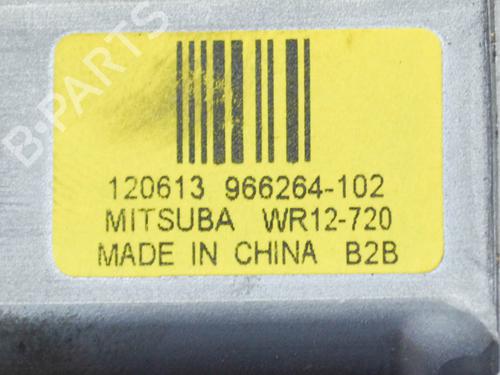 B-PARTS
120613 966264-102
MITSUBA WR12-720
MADE IN CHINA B2B